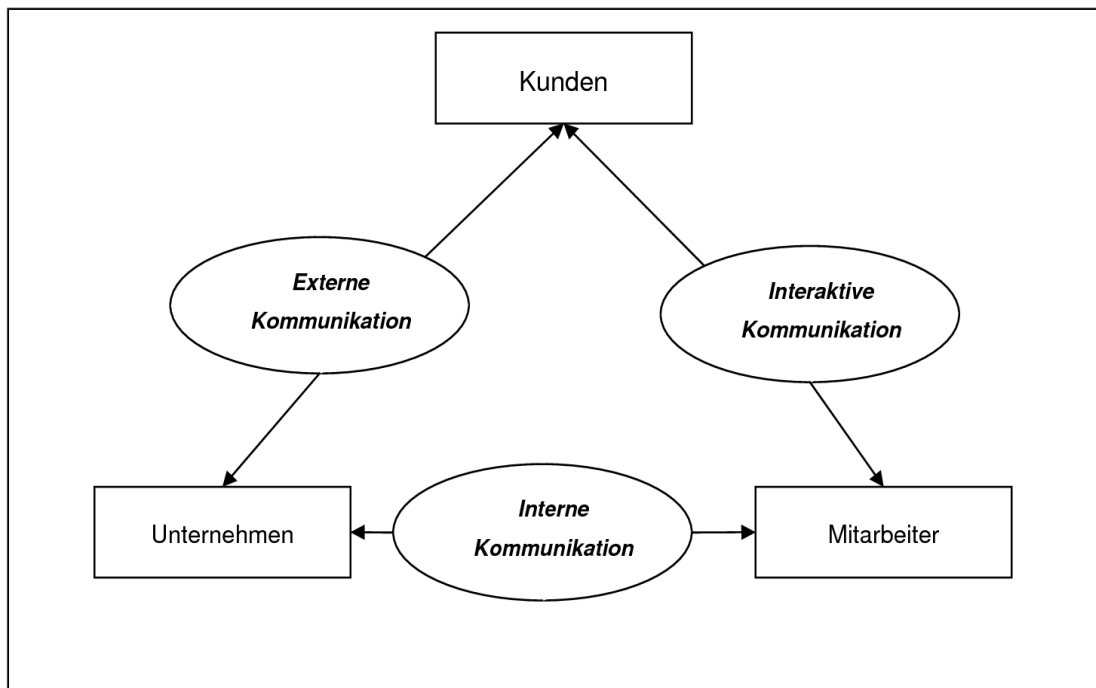 Kunden
Externe
Kommunikation
Interaktive
Kommunikation
Unternehmen
Interne
Kommunikation
Mitarbeiter